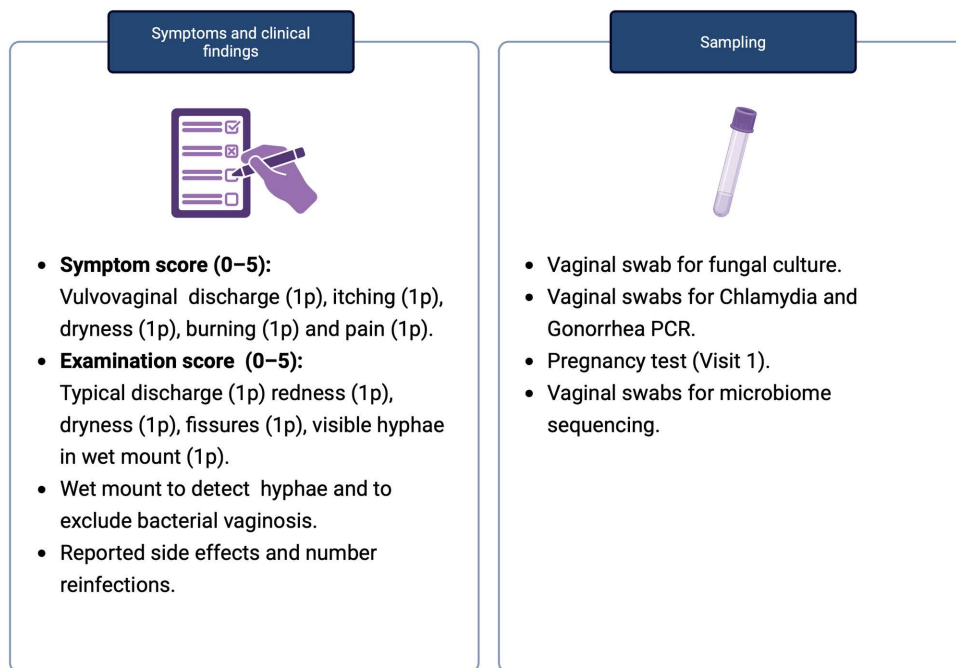 Symptoms and clinical
findings
• Symptom score (0–5):
Vulvovaginal discharge (1p), itching (1p),
dryness (1p), burning (1p) and pain (1p).
• Examination score (0–5):
Typical discharge (1p) redness (1p),
dryness (1p), fissures (1p), visible hyphae
in wet mount (1p).
• Wet mount to detect hyphae and to
exclude bacterial vaginosis.
• Reported side effects and number
reinfections.
Sampling
• Vaginal swab for fungal culture.
• Vaginal swabs for Chlamydia and
Gonorrhea PCR.
• Pregnancy test (Visit 1).
• Vaginal swabs for microbiome
sequencing.